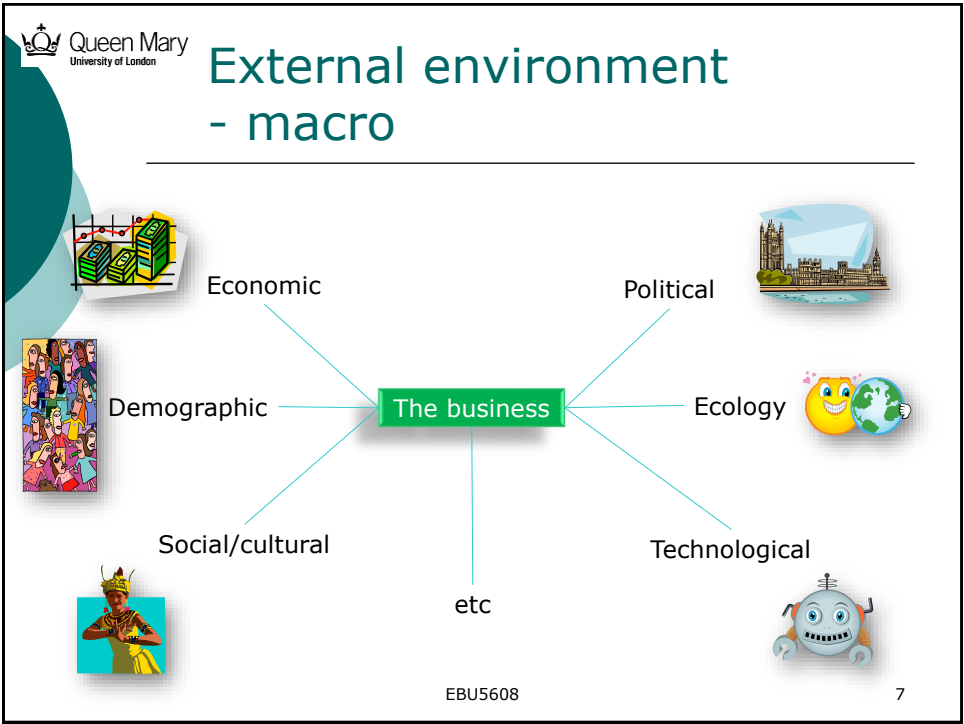 Queen Mary
University of London
External environment
- macro
Economic
Political
Demographic
The business
Ecology
Social/cultural
Technological
etc
EBU5608
7